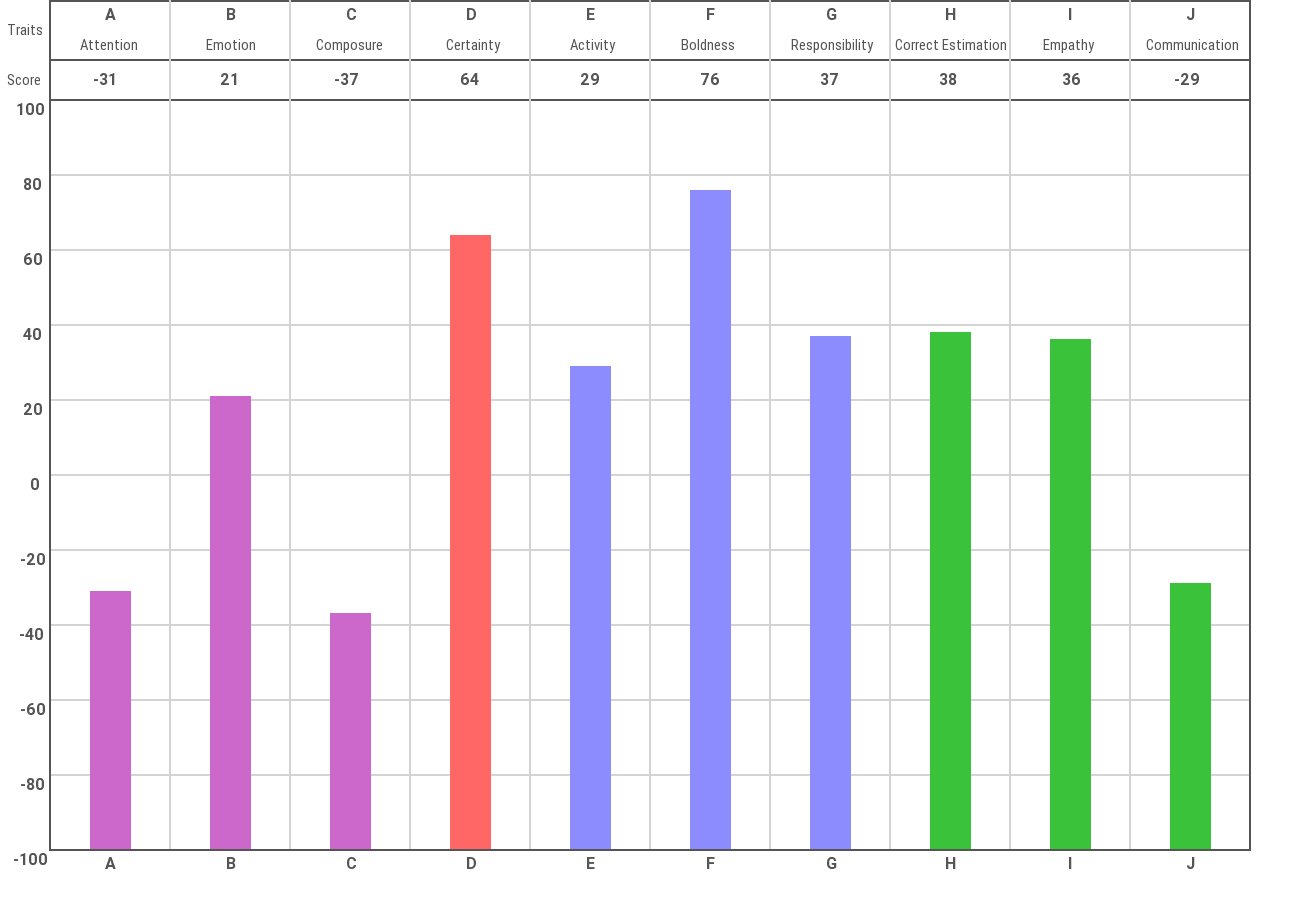 Traits
A B C D E F G H I J
Attention Emotion Composure Certainty Activity Boldness Responsibility Correct Estimation Empathy Communication
Score -31 21 -37 64 29 76 37 38 36 -29
100
80
60
40
20
0
-20
-40
-60
-80
-100
A B C D E F G H I J